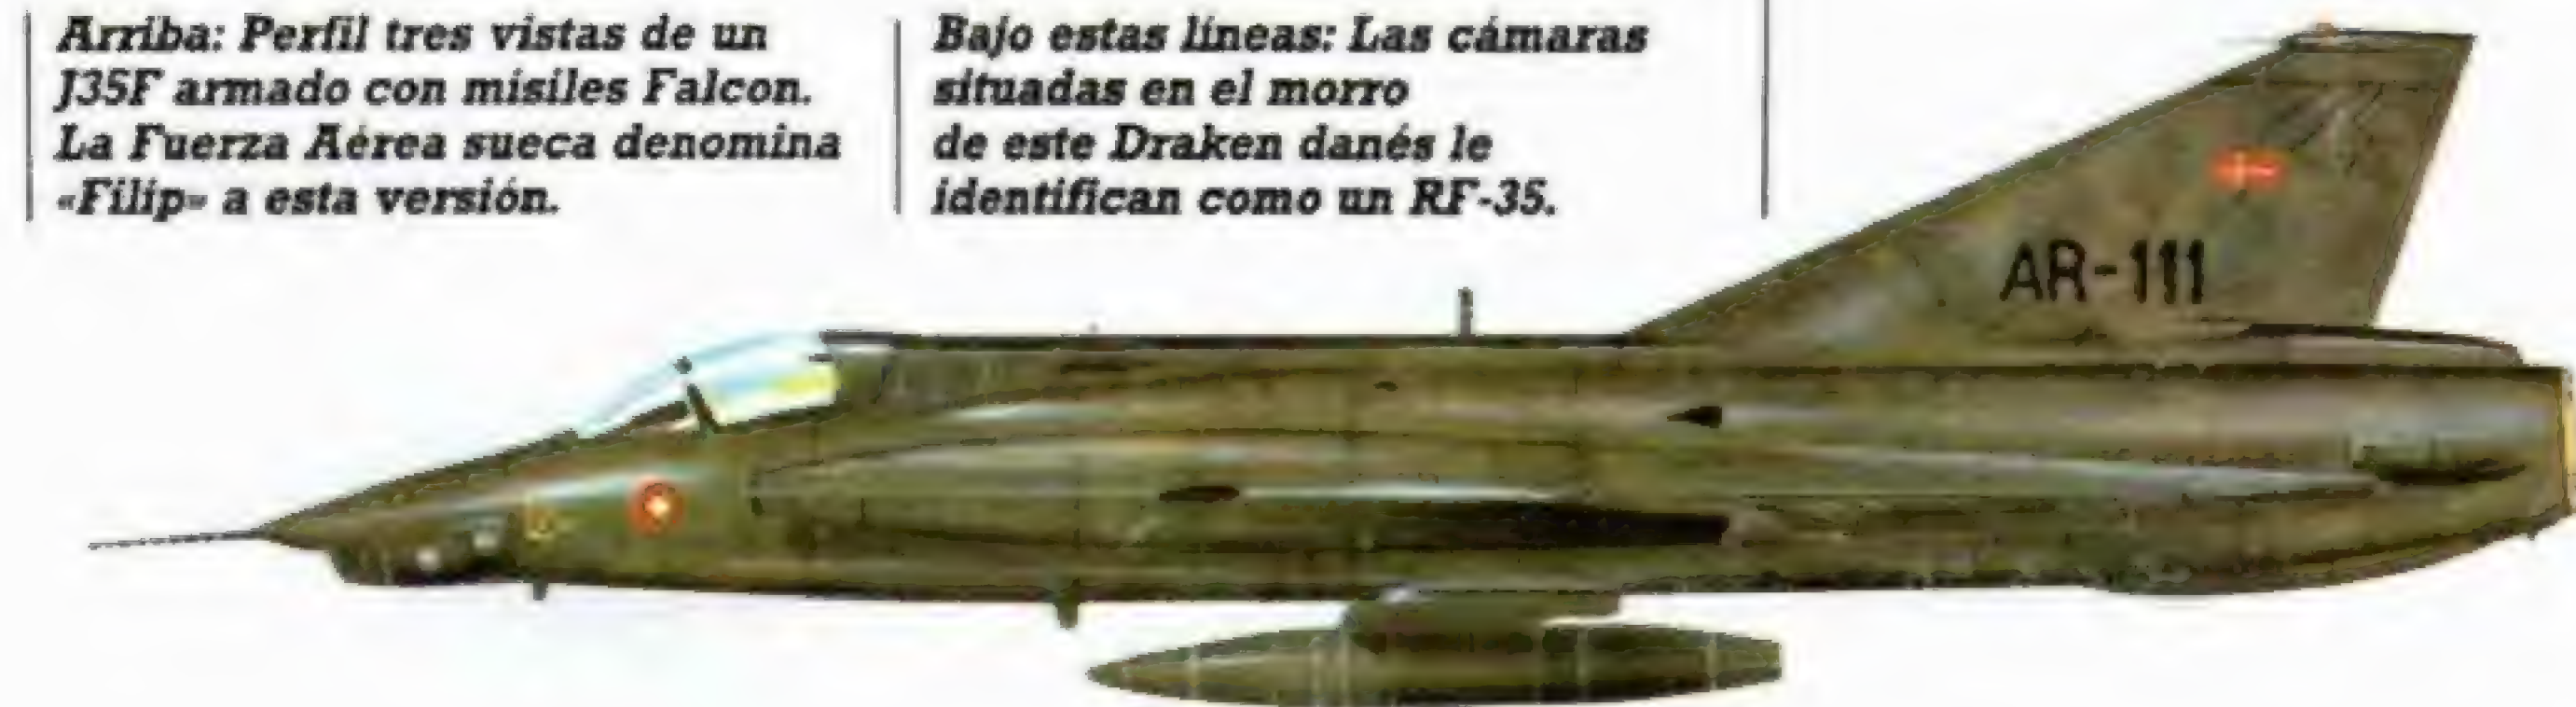 Arriba: Perfil tres vistas de un
J35F armado con misiles Falcon.
La Fuerza Aérea sueca denomina
«Filip» a esta versión.
Bajo estas líneas: Las cámaras
situadas en el morro
de este Draken danés le
identifican como un RF-35.
AR-111